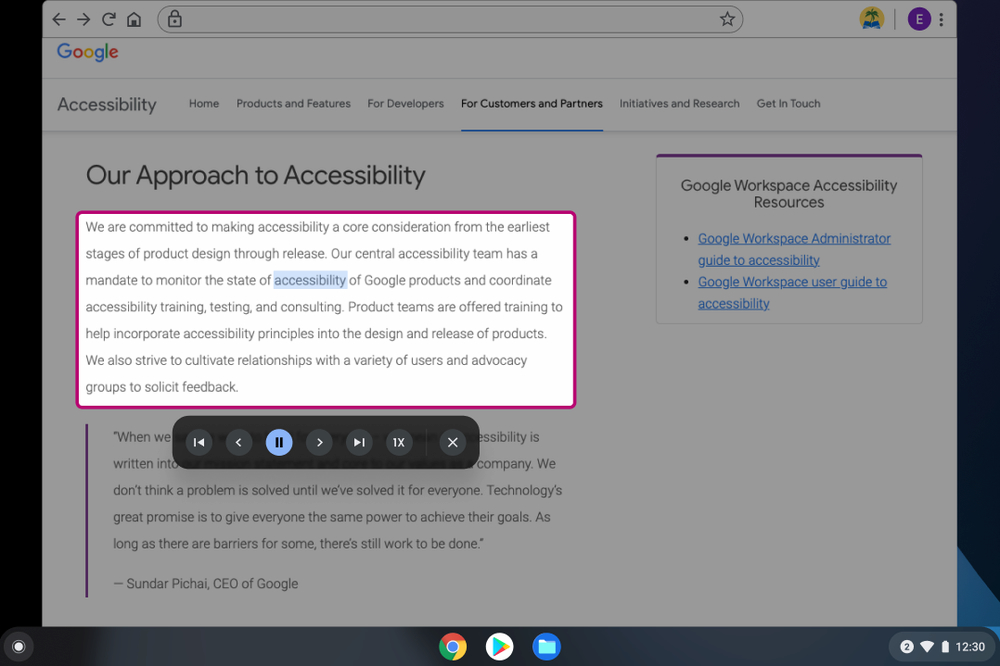 E
Google
Accessibility Home Products and Features For Developers For Customers and Partners Initiatives and Research Get In Touch
Our Approach to Accessibility
We are committed to making accessibility a core consideration from the earliest
stages of product design through release. Our central accessibility team has a
mandate to monitor the state of accessibility of Google products and coordinate
accessibility training, testing, and consulting. Product teams are offered training to
help incorporate accessibility principles into the design and release of products.
We also strive to cultivate relationships with a variety of users and advocacy
groups to solicit feedback.
Google Workspace Accessibility
Resources
Google Workspace Administrator
guide to accessibility
Google Workspace user guide to
accessibility
1X
"When we
is
written into company. We
don't think a problem is solved until we've solved it for everyone. Technology's
great promise is to give everyone the same power to achieve their goals. As
long as there are barriers for some, there's still work to be done."
— Sundar Pichai, CEO of Google
2 12:30